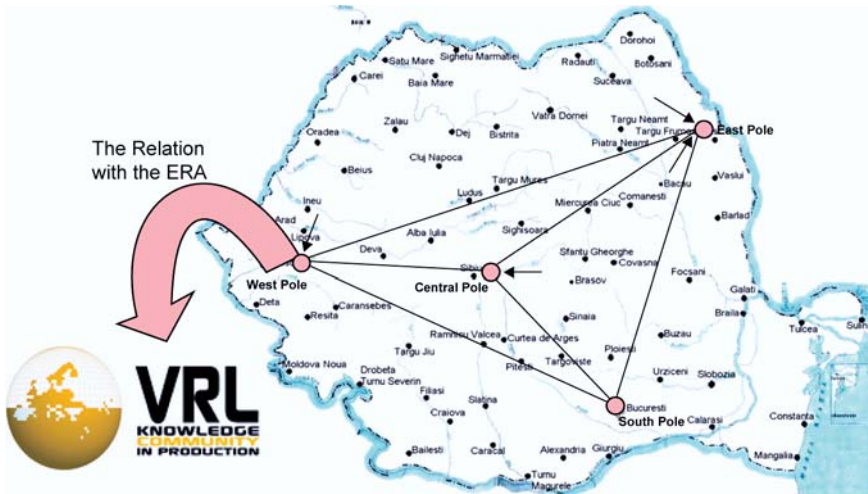 The Relation
with the ERA
Dorohoi
Radauti
Botosani
Suceava
Sighetu Marmatiei
Satu Mare
Carei
Baia Mare
Vatra Dornei
Targu Neamt
Targu Frumos
East Pole
Piatra Neamt
Oradea
Zalau
Dej
Bistrita
Cluj Napoca
Beius
Targu Mures
Bacau
Vaslui
Ludus
Miercurea Ciuc
Comanesti
Barlad
Ineu
Arad
Lipova
Alba Iulia
Sighisoara
Deva
Sfantu Gheorghe
Covasna
Focsani
West Pole
Sibiu
Central Pole
Brasov
Galati
Deta
Caransebes
Resita
Sinaia
Braila
Tulcea
Sulin
Ramnicu Valcea
Curtea de Arges
Buzau
Targu Jiu
Targoviste
Ploiesti
Pitesti
Moldova Noua
Drobeta
Turnu Severin
Urziceni
Slobozia
Filiasi
Slatina
Craiova
Bucuresti
South Pole
Calarasi
Constanta
Bailesti
Caracal
Alexandria
Giurgiu
Mangalia
Turnu
Magurele
VRL
KNOWLEDGE
COMMUNITY
IN PRODUCTION